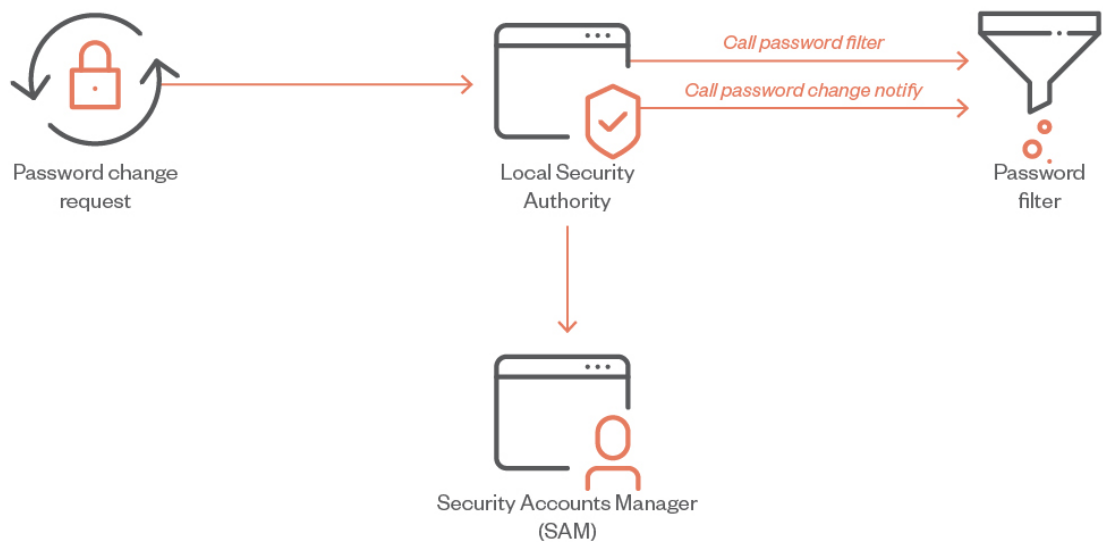 Call password filter
Call password change notify
Password change
request
Local Security
Authority
Password
filter
Security Accounts Manager
(SAM)